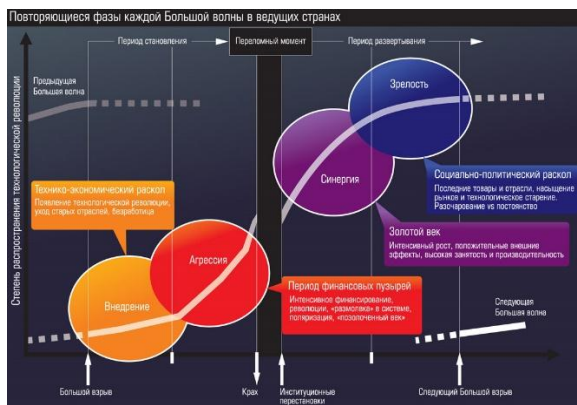 Повторяющиеся фазы каждой Большой волны в ведущих странах
Период становления
Переломный момент
Период развертывания
Степень распространения технологической революции
Предыдущая
Большая волна
Зрелость
Синергия
Социально-политический раскол
Последние товары и отрасли, насыщение
рынков и технологическое старение.
Разочарование vs постоянство
Технико-экономический раскол
Появление технологической революции,
уход старых отраслей, безработица
Золотой век
Интенсивный рост, положительные внешние
эффекты, высокая занятость и производительность
Агрессия
Внедрение
Период финансовых пузырей
Интенсивное финансирование,
революции, «размолвка» в системе,
поляризация, «позолоченный век»
Следующая
Большая волна
Большой взрыв
Крах
Институционные
перестановки
Следующий Большой взрыв